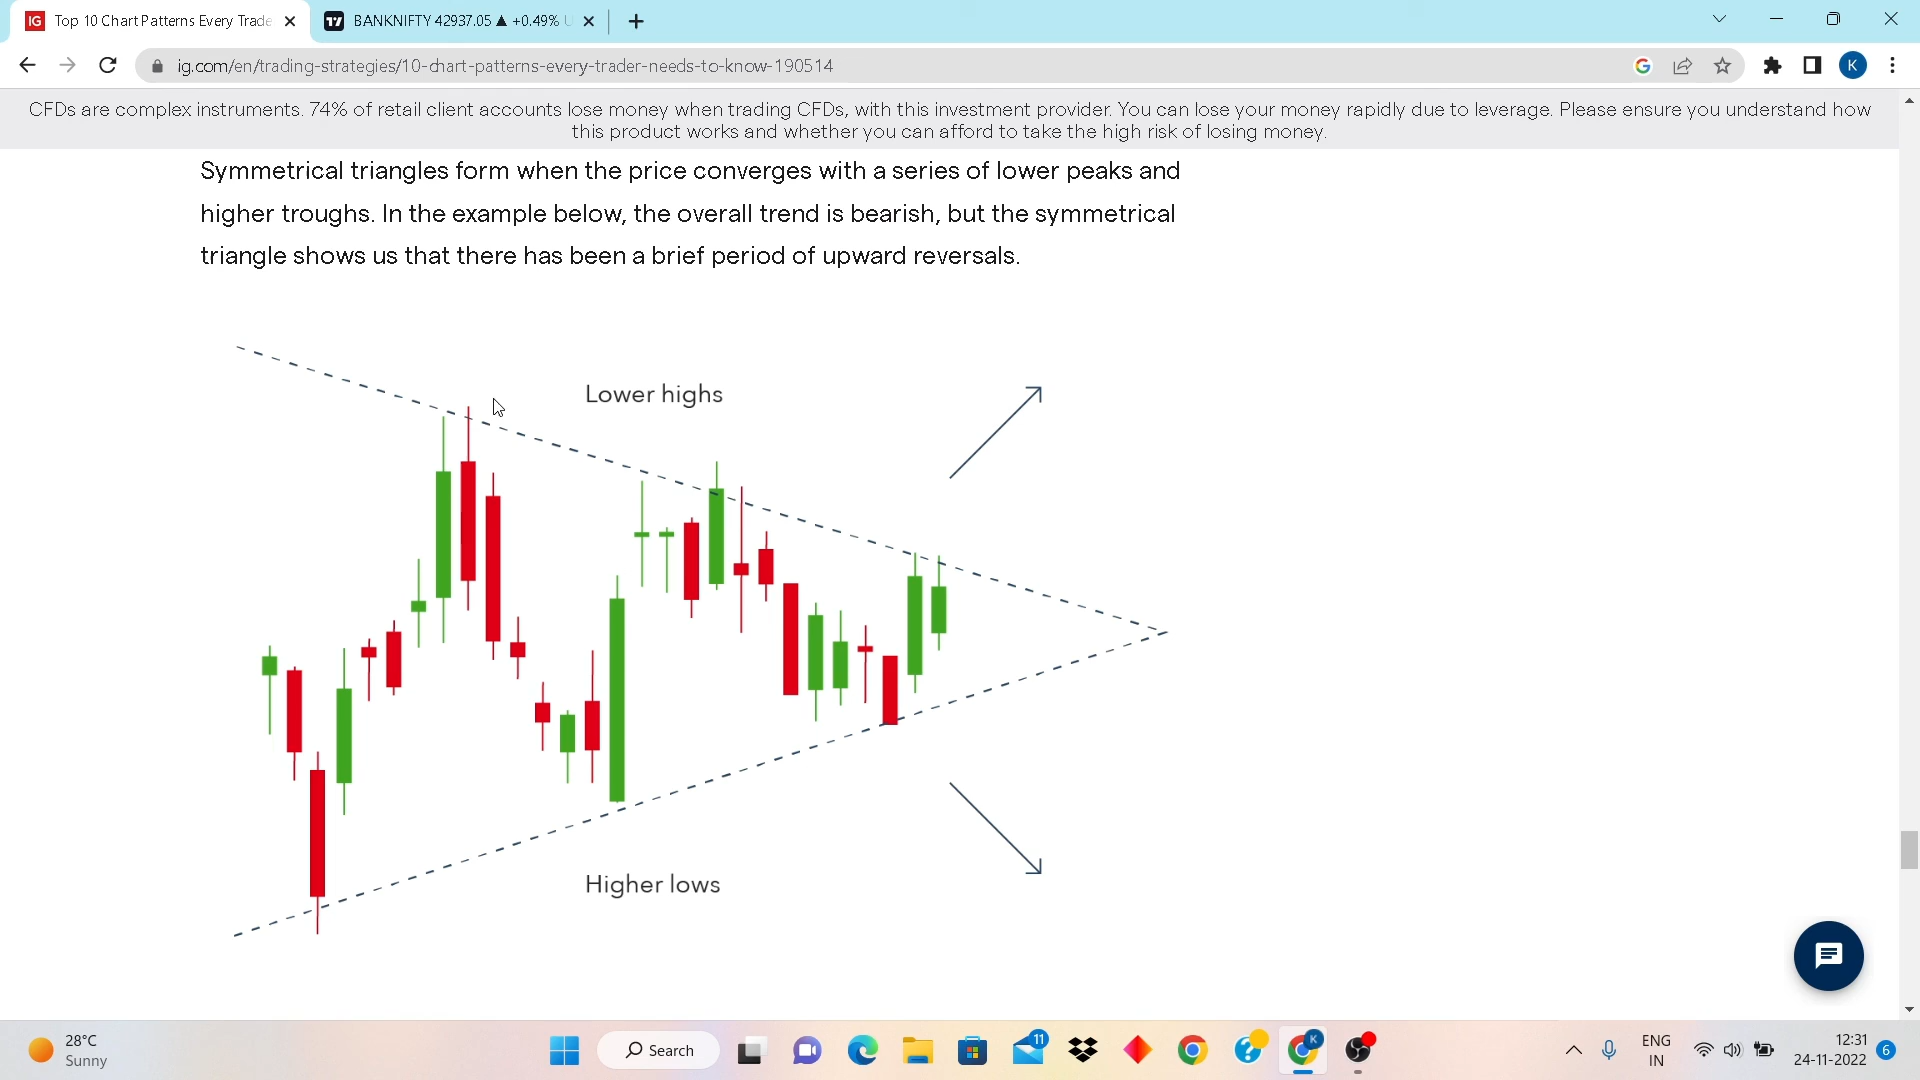 IG Top 10 Chart Patterns Every Trade
17 BANKNIFTY 42937.05 ▲ +0.49% U
ig.com/en/trading-strategies/10-chart-patterns-every-trader-needs-to-know-190514
K
CFDs are complex instruments. 74% of retail client accounts lose money when trading CFDs, with this investment provider. You can lose your money rapidly due to leverage. Please ensure you understand how
this product works and whether you can afford to take the high risk of losing money.
Symmetrical triangles form when the price converges with a series of lower peaks and
higher troughs. In the example below, the overall trend is bearish, but the symmetrical
triangle shows us that there has been a brief period of upward reversals.
Lower highs
Higher lows
28°C
Sunny
Search
11
K
ENG
IN
12:31
24-11-2022
6